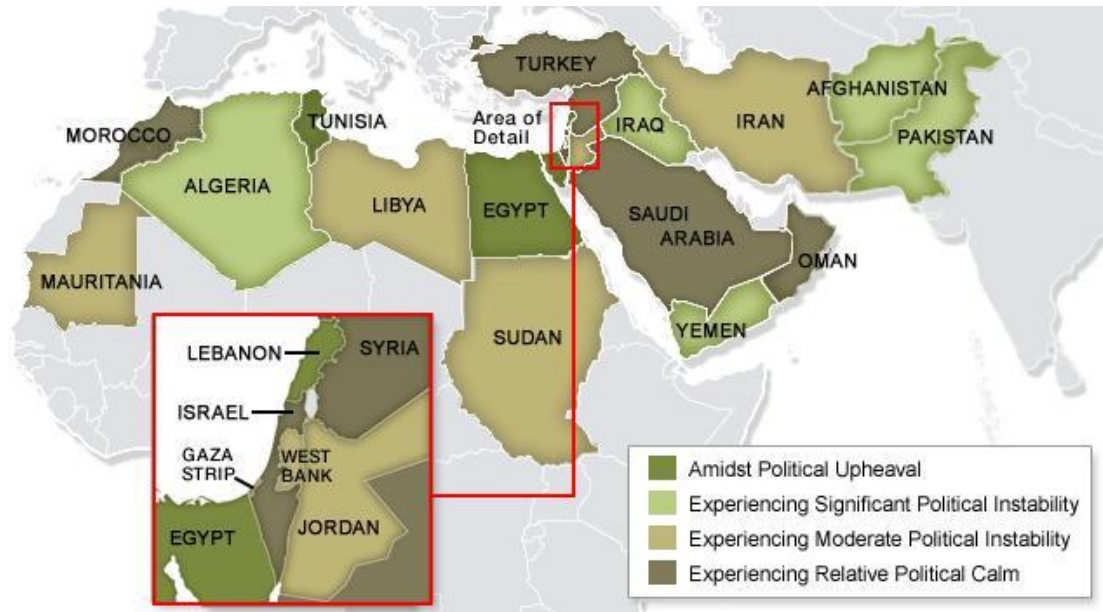 TURKEY
AFGHANISTAN
MOROCCO
TUNISIA
Area of
Detail
IRAQ
IRAN
PAKISTAN
ALGERIA
LIBYA
EGYPT
SAUDI
ARABIA
OMAN
MAURITANIA
YEMEN
SUDAN
LEBANON
SYRIA
ISRAEL
GAZA
STRIP
WEST
BANK
JORDAN
EGYPT
Amidst Political Upheaval
Experiencing Significant Political Instability
Experiencing Moderate Political Instability
Experiencing Relative Political Calm